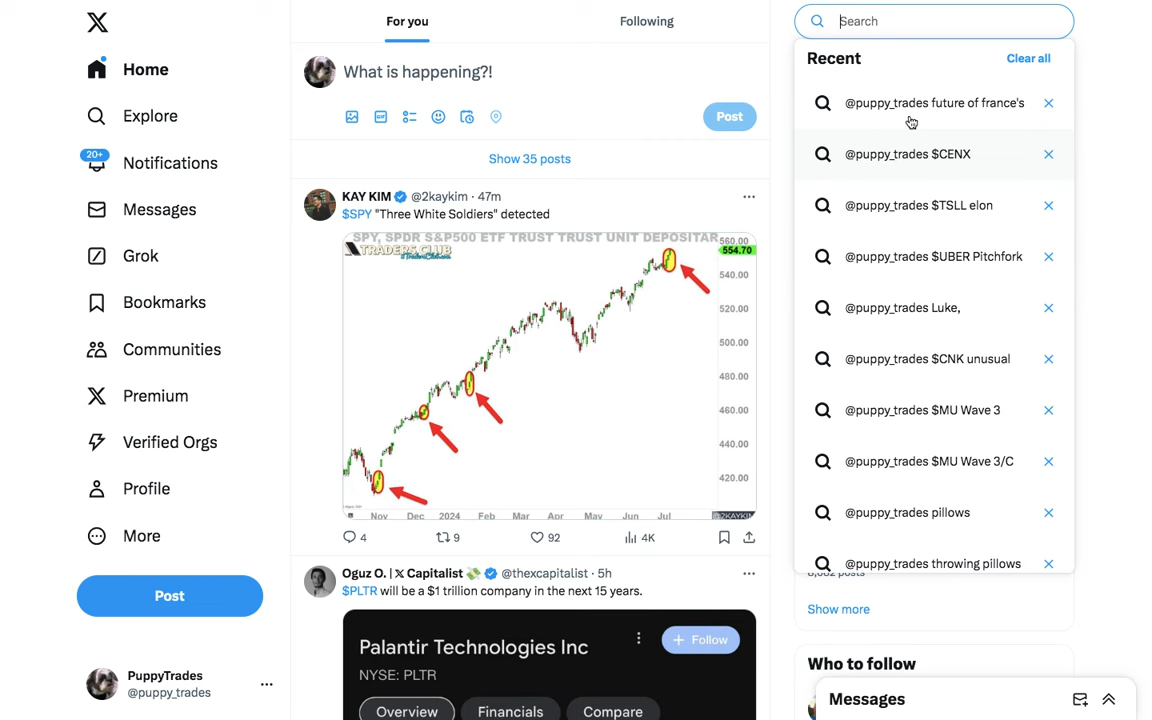 For you
Following
Search
Recent
Clear all
@puppy_trades future of france's
@puppy_trades $CENX
@puppy_trades $TSLL elon
@puppy_trades $UBER Pitchfork
@puppy_trades Luke,
@puppy_trades $CNK unusual
@puppy_trades $MU Wave 3
@puppy_trades $MU Wave 3/C
@puppy_trades pillows
@puppy_trades throwing pillows
Show more
Who to follow
Messages
Home
Explore
20+
Notifications
Messages
Grok
Bookmarks
Communities
Premium
Verified Orgs
Profile
More
Post
PuppyTrades
@puppy_trades
What is happening?!
GIF
Post
Show 35 posts
KAY KIM @2kaykim · 47m
$SPY "Three White Soldiers" detected
SPY, SPDR S&P500 ETF TRUST TRUST UNIT DEPOSITAR
TRADERS CLUB
560.00
554.70
540.00
520.00
500.00
480.00
460.00
440.00
420.00
Nov Dec 2024 Feb Mar Apr May Jun Jul
@2KAYKIM
4 9 92 4K
Oguz O. | X Capitalist @thexcapitalist · 5h
$PLTR will be a $1 trillion company in the next 15 years.
Palantir Technologies Inc
+ Follow
NYSE: PLTR
Overview Financials Compare